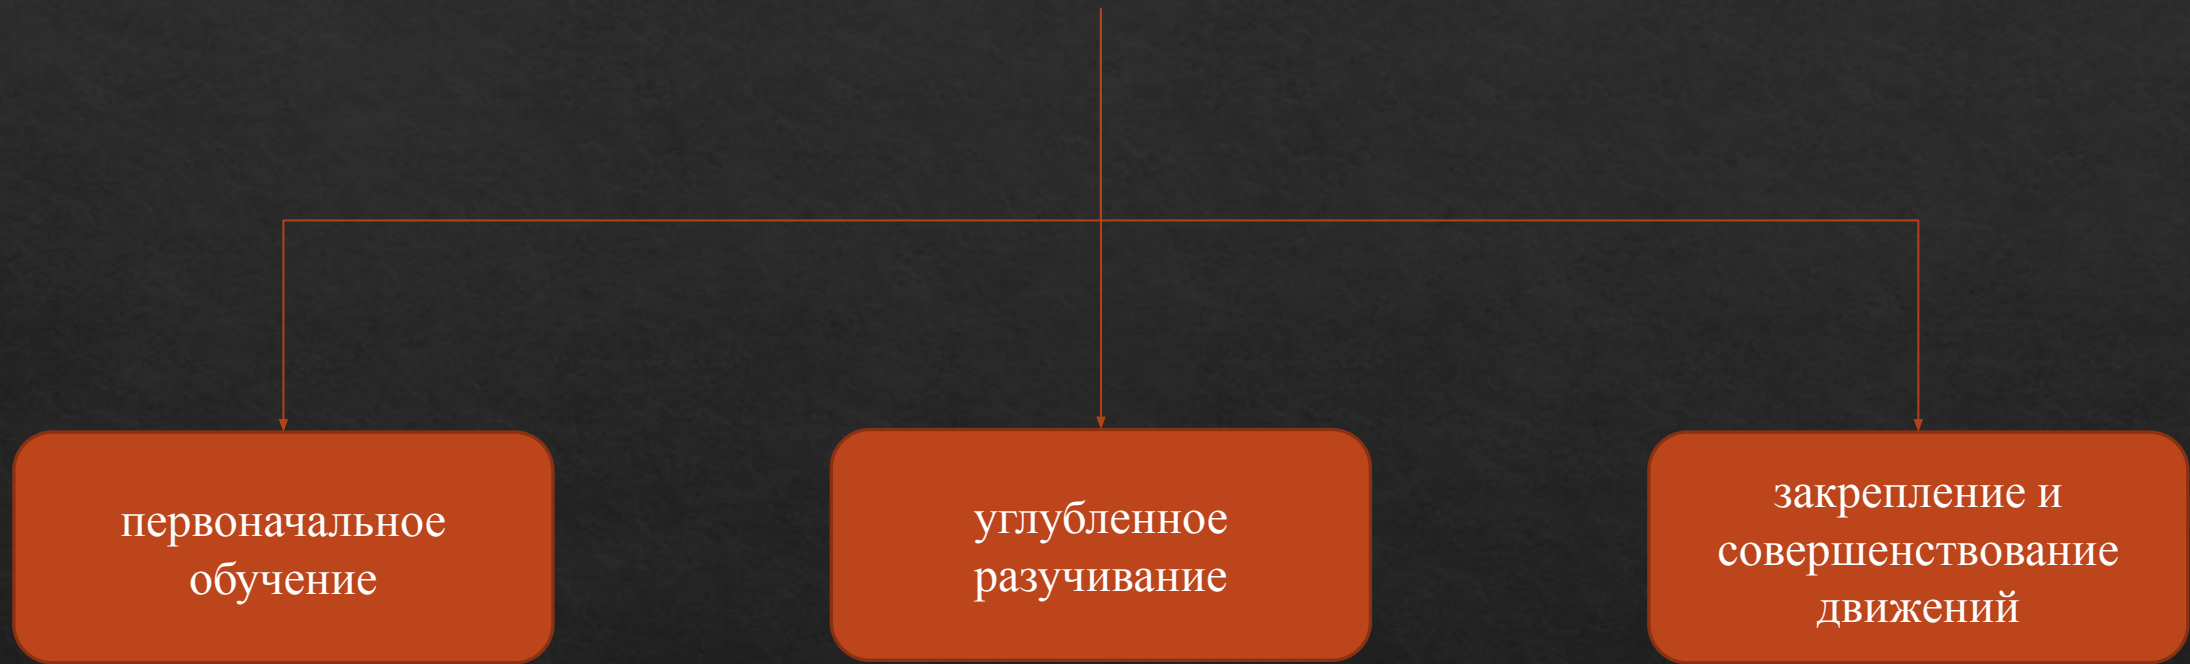 первоначальное
обучение
углубленное
разучивание
закрепление и
совершенствование
движений